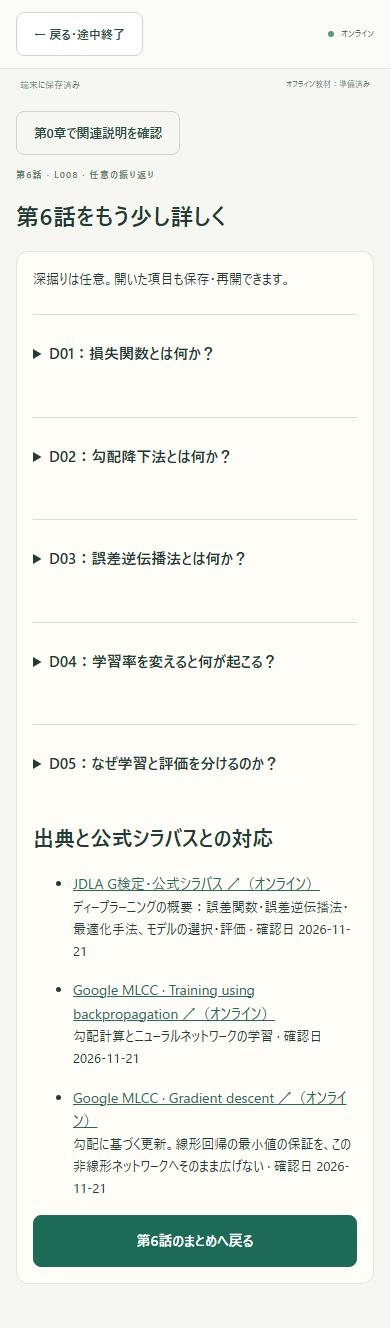 ← 戻る・途中終了
オンライン
端末に保存済み
オフライン教材：準備済み
第0章で関連説明を確認
第6話 · L008 · 任意の振り返り
第6話をもう少し詳しく
深掘りは任意。開いた項目も保存・再開できます。
▶ D01：損失関数とは何か？
▶ D02：勾配降下法とは何か？
▶ D03：誤差逆伝播法とは何か？
▶ D04：学習率を変えると何が起こる？
▶ D05：なぜ学習と評価を分けるのか？
出典と公式シラバスとの対応
• JDLA G検定・公式シラバス ↗（オンライン）
ディープラーニングの概要：誤差関数・誤差逆伝播法・
最適化手法、モデルの選択・評価 · 確認日 2026-11-
21
• Google MLCC · Training using
backpropagation ↗（オンライン）
勾配計算とニューラルネットワークの学習 · 確認日
2026-11-21
• Google MLCC · Gradient descent ↗（オンライ
ン）
勾配に基づく更新。線形回帰の最小値の保証を、この
非線形ネットワークへそのまま広げない · 確認日 2026-
11-21
第6話のまとめへ戻る